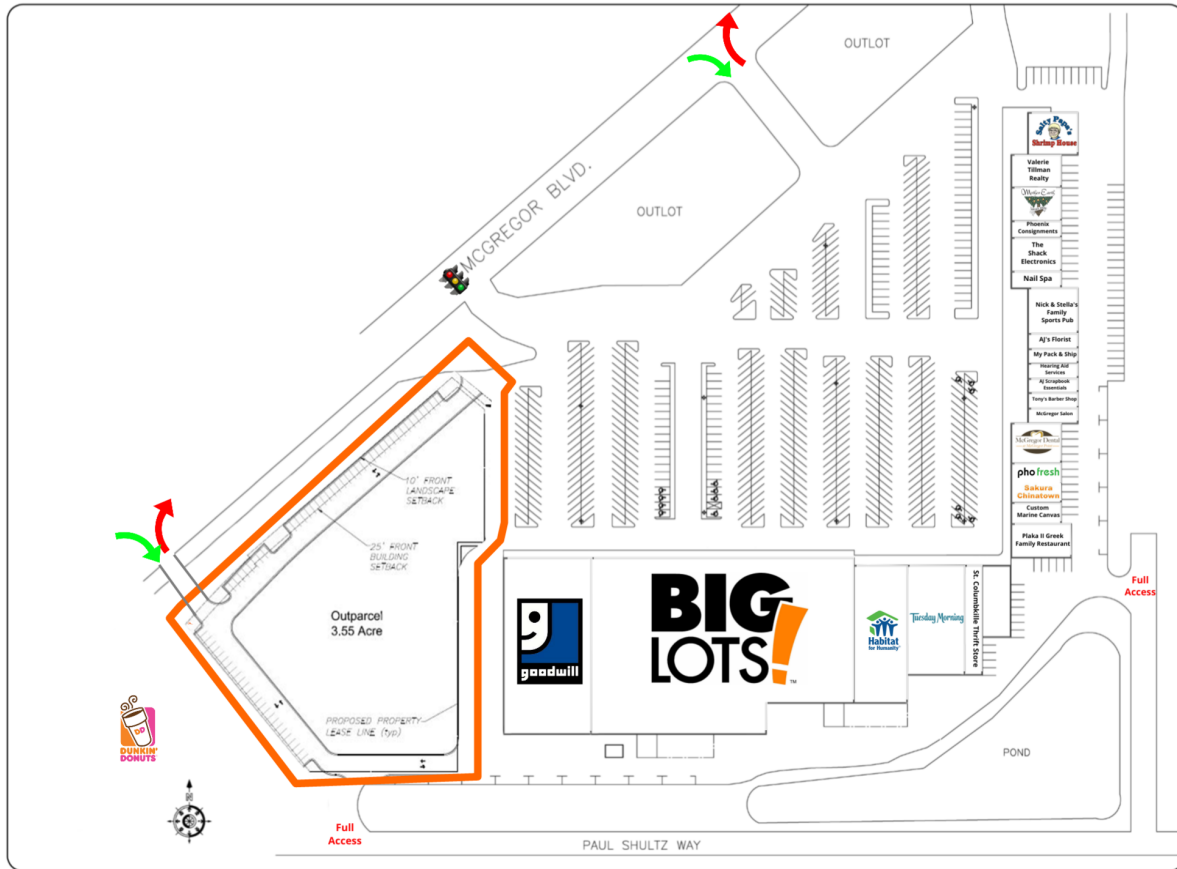 OUTLOT
MCGREGOR BLVD.
OUTLOT
Salty Papa's
Shrimp House
Valerie
Tillman
Realty
Phoenix
Consignments
The
Shack
Electronics
Nail Spa
Nick & Stella's
Family
Sports Pub
AJ's Florist
My Pack & Ship
Hearing Aid
Services
AJ Scrapbook
Essentials
Tony's Barber Shop
McGregor Salon
McGregor Dental
pho fresh
Sakura
Chinatown
Custom
Marine Canvas
Plaka II Greek
Family Restaurant
10' FRONT
LANDSCAPE
SETBACK
25' FRONT
BUILDING
SETBACK
Outparcel
3.55 Acre
PROPOSED PROPERTY
LEASE LINE (typ)
goodwill
BIG
LOTS!
TM
Habitat
for Humanity
Tuesday Morning
St. Columbkille Thrift Store
Full
Access
DD
DUNKIN'
DONUTS
N
POND
Full
Access
PAUL SHULTZ WAY